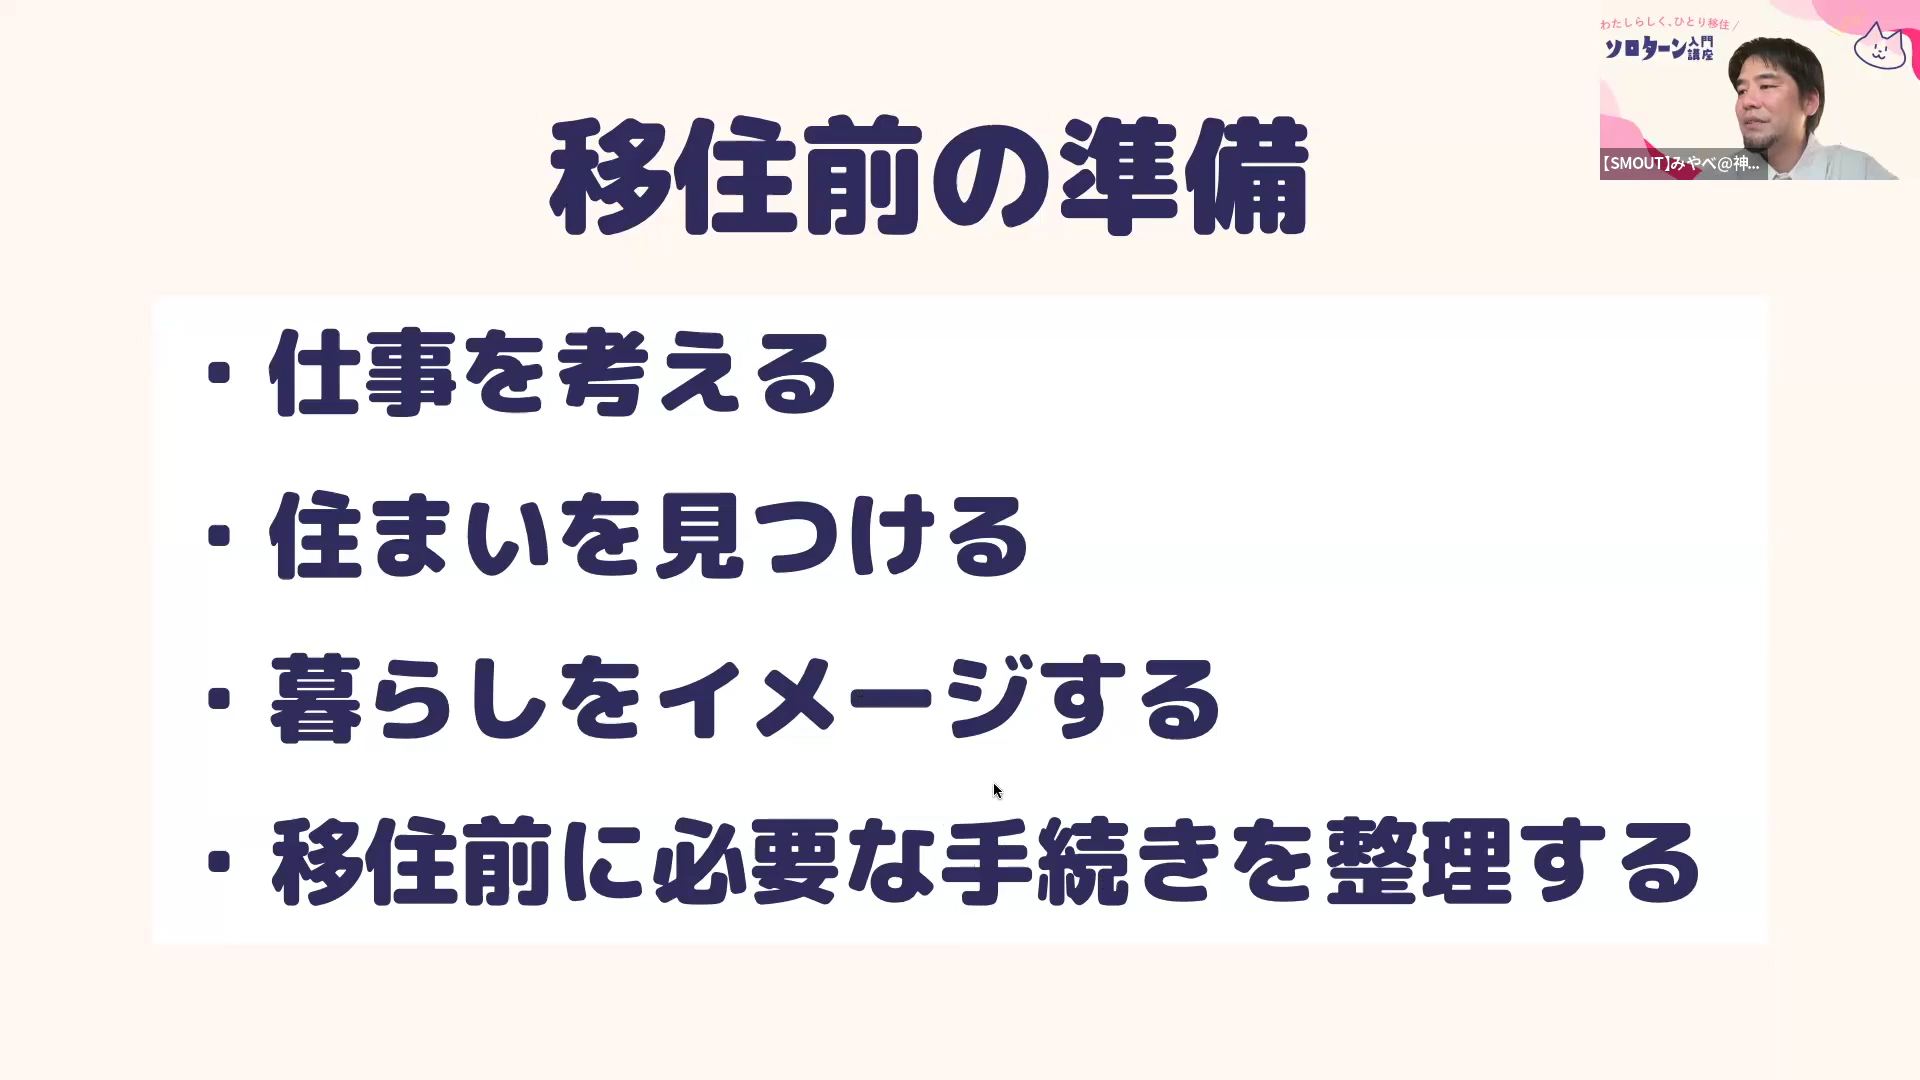 移住前の準備
・仕事を考える
・住まいを見つける
・暮らしをイメージする
・移住前に必要な手続きを整理する
わたしらしく、ひとり移住/
ソロターン入門講座
【SMOUT】みやべ@神...